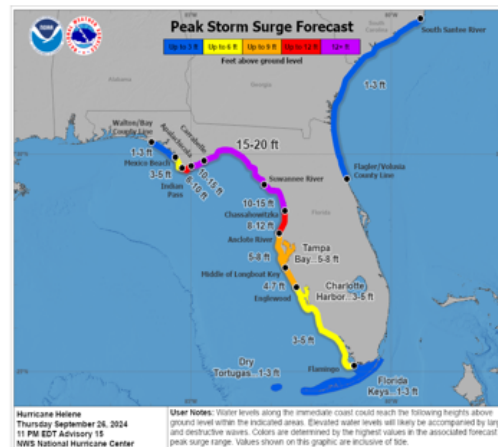 Peak Storm Surge Forecast
Up to 3 ft Up to 6 ft Up to 9 ft Up to 12 ft 12+ ft
Feet above ground level
South Carolina
South Santee River
Alabama
Georgia
1-3 ft
Walton/Bay
County Line
Apalachicola
Carrabelle
15-20 ft
1-3 ft
Mexico Beach
3-5 ft
Indian
Pass
6-10 ft
10-15 ft
Suwannee River
Flagler/Volusia
County Line
10-15 ft
Florida
Chassahowitzka
8-12 ft
Anclote River
5-8 ft
Tampa
Bay...5-8 ft
Middle of Longboat Key
4-7 ft
Englewood
Charlotte
Harbor...3-5 ft
3-5 ft
Flamingo
Dry
Tortugas...1-3 ft
Florida
Keys...1-3 ft
Hurricane Helene
Thursday September 26, 2024
11 PM EDT Advisory 15
NWS National Hurricane Center
User Notes: Water levels along the immediate coast could reach the following heights above
ground level within the indicated areas. Elevated water levels will likely be accompanied by
and destructive waves. Colors are determined by the highest values in the associated forecast
peak surge range. Values shown on this graphic are inclusive of tide.